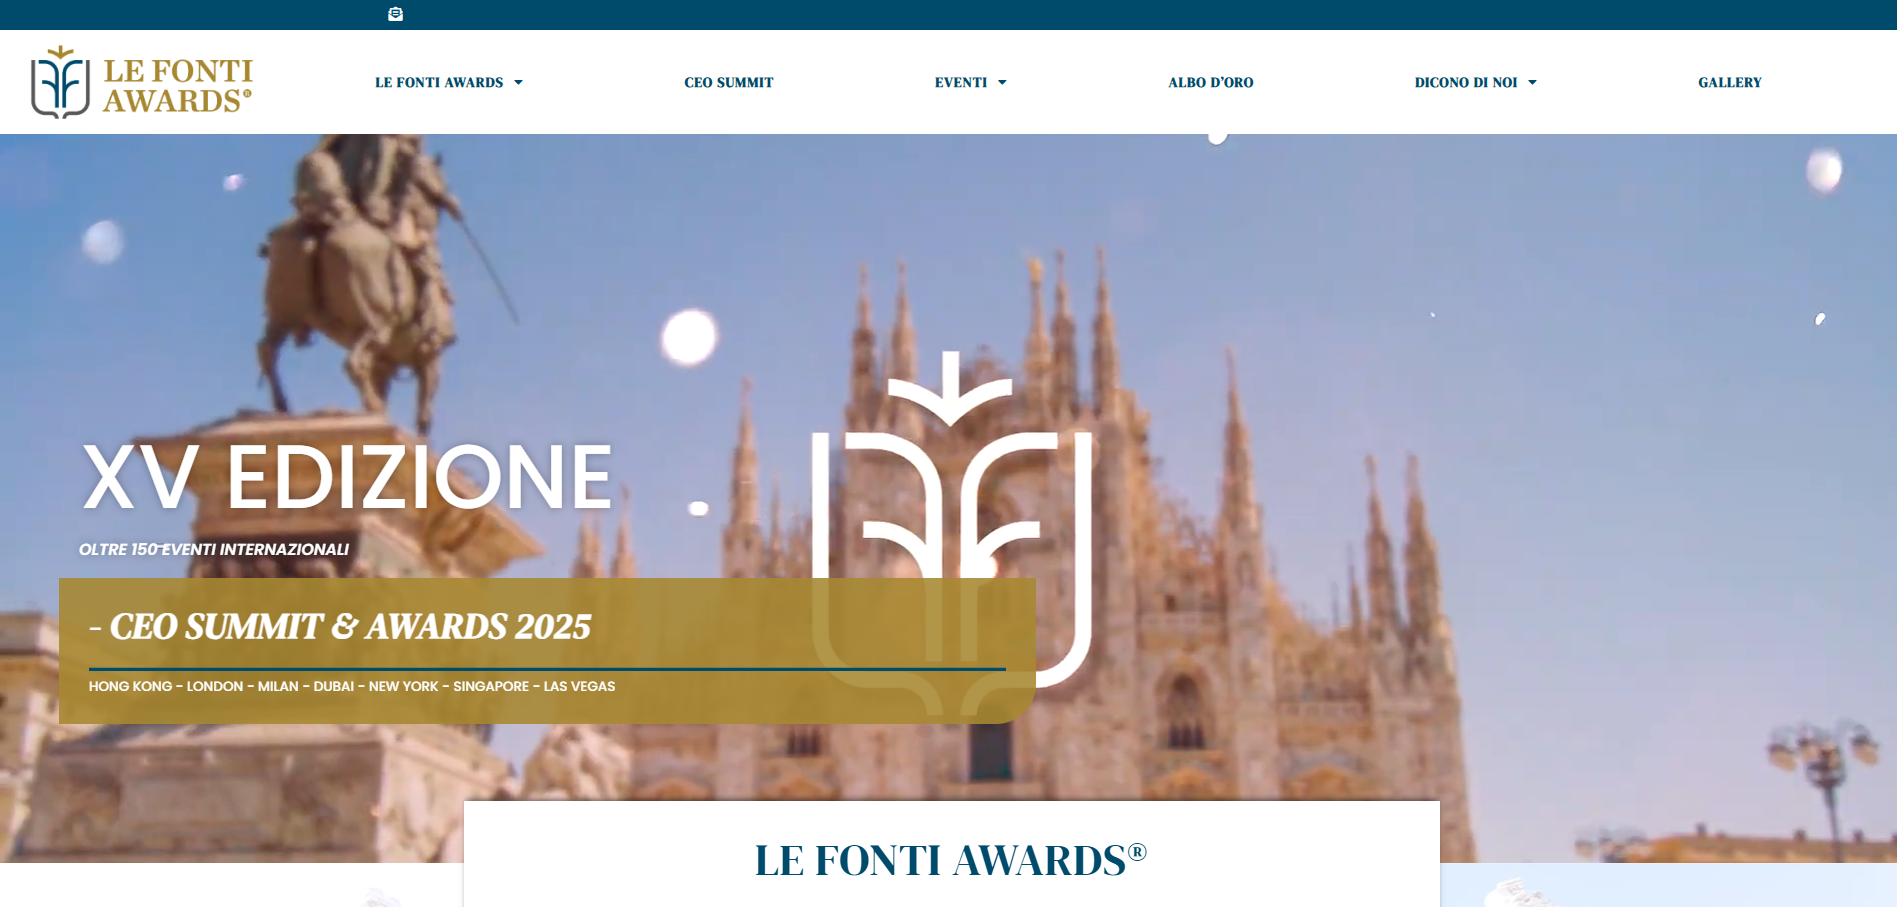 LE FONTI
AWARDS®
LE FONTI AWARDS
CEO SUMMIT
EVENTI
ALBO D'ORO
DICONO DI NOI
GALLERY
XV EDIZIONE
OLTRE 150 EVENTI INTERNAZIONALI
- CEO SUMMIT & AWARDS 2025
HONG KONG - LONDON - MILAN - DUBAI - NEW YORK - SINGAPORE - LAS VEGAS
LE FONTI AWARDS®